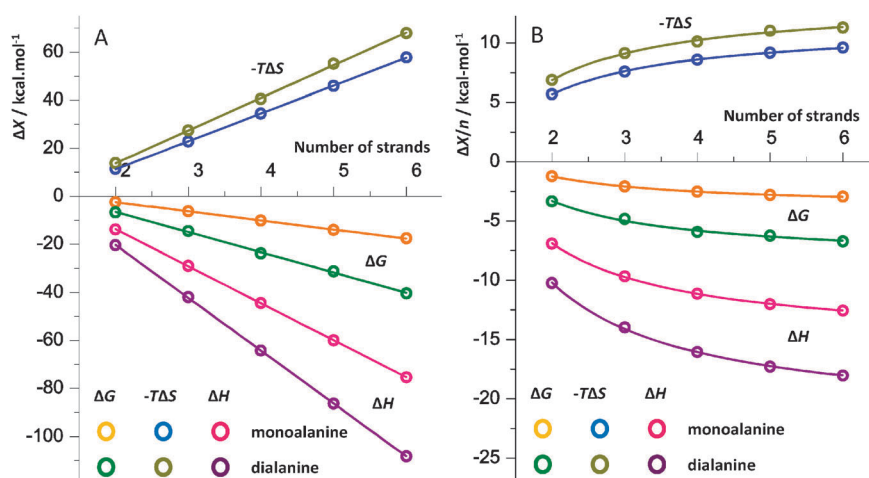 A
ΔX / kcal.mol-1
60
40
20
0
-20
-40
-60
-80
-100
-TΔS
Number of strands
2 3 4 5 6
ΔG
ΔH
ΔG -TΔS ΔH
monoalanine
dialanine
B
ΔX/n / kcal-mol-1
10
5
0
-5
-10
-15
-20
-25
-TΔS
Number of strands
2 3 4 5 6
ΔG
ΔH
ΔG -TΔS ΔH
monoalanine
dialanine